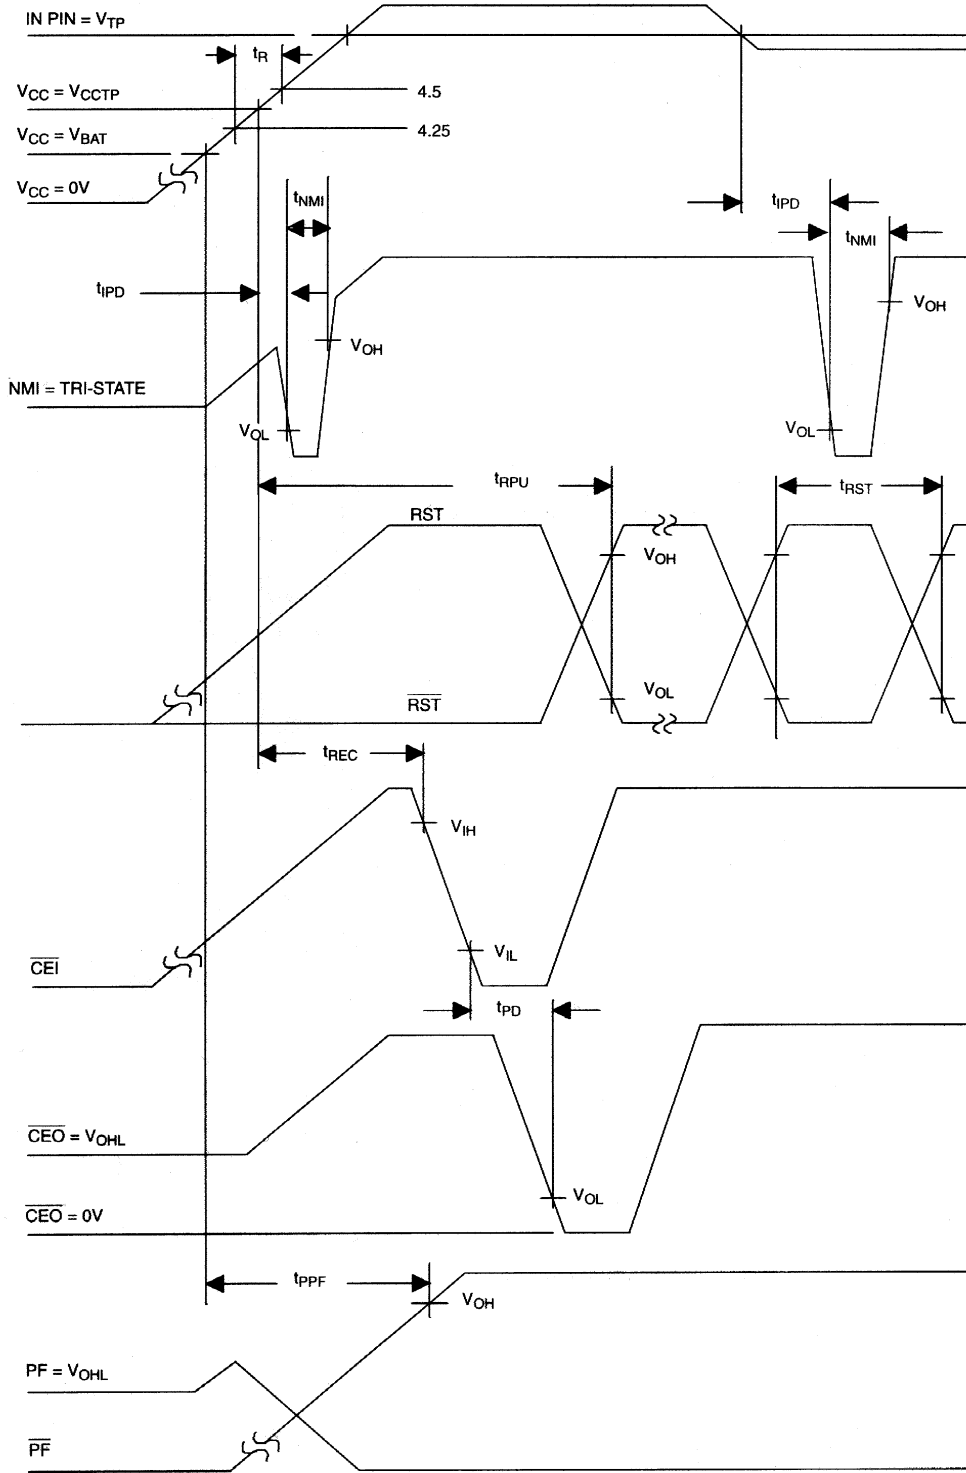 IN PIN = VTP
tR
VCC = VCCTP
4.5
VCC = VBAT
4.25
VCC = 0V
tNMI
tIPD
tNMI
tIPD
VOH
VOH
NMI = TRI-STATE
VOL
VOL
tRPU
tRST
RST
VOH
VOL
RST
tREC
VIH
VIL
CEI
tPD
CEO = VOHL
VOL
CEO = 0V
tPPF
VOH
PF = VOHL
PF